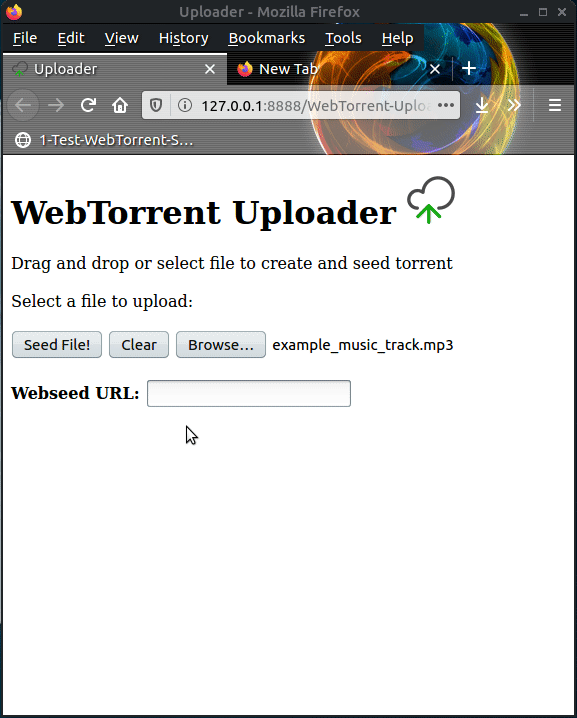 Uploader - Mozilla Firefox
File Edit View History Bookmarks Tools Help
Uploader New Tab
127.0.0.1:8888/WebTorrent-Uplo
1-Test-WebTorrent-S…
WebTorrent Uploader
Drag and drop or select file to create and seed torrent
Select a file to upload:
Seed File! Clear Browse… example_music_track.mp3
Webseed URL: